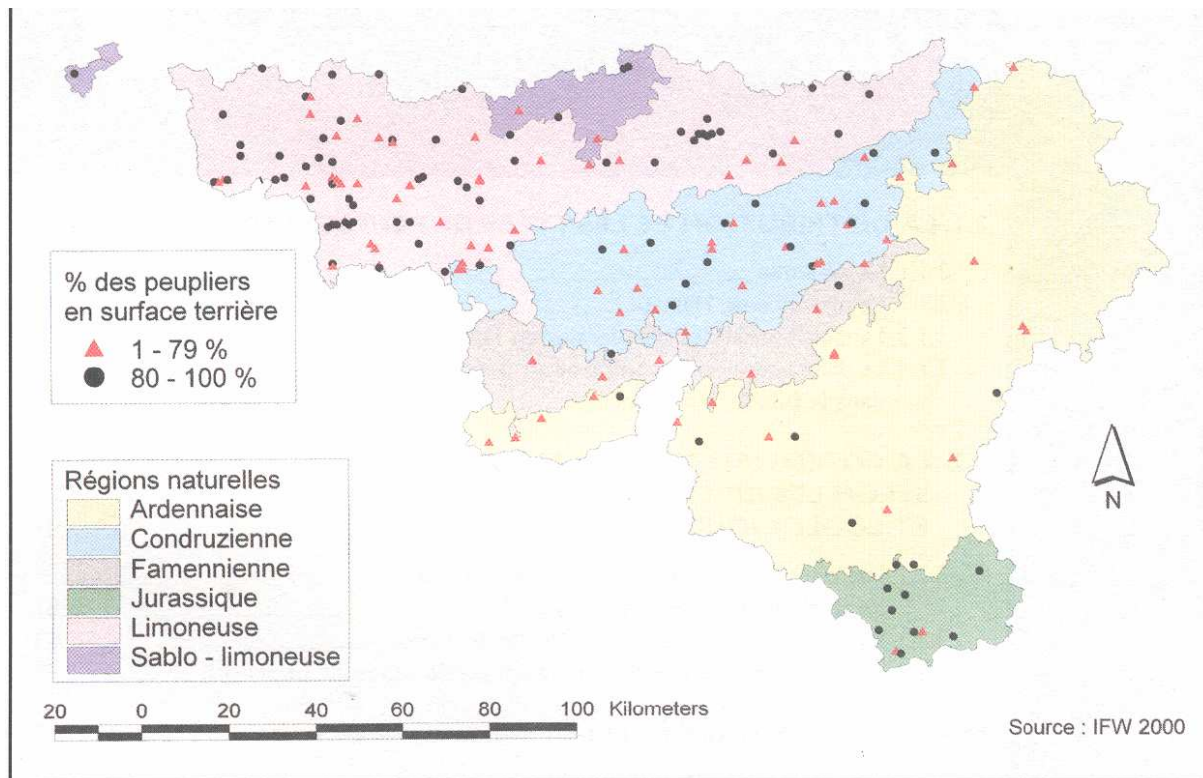 % des peupliers
en surface terrière
1 - 79 %
80 - 100 %
Régions naturelles
Ardennaise
Condruzienne
Famennienne
Jurassique
Limoneuse
Sablo - limoneuse
N
20 0 20 40 60 80 100 Kilometers
Source : IFW 2000